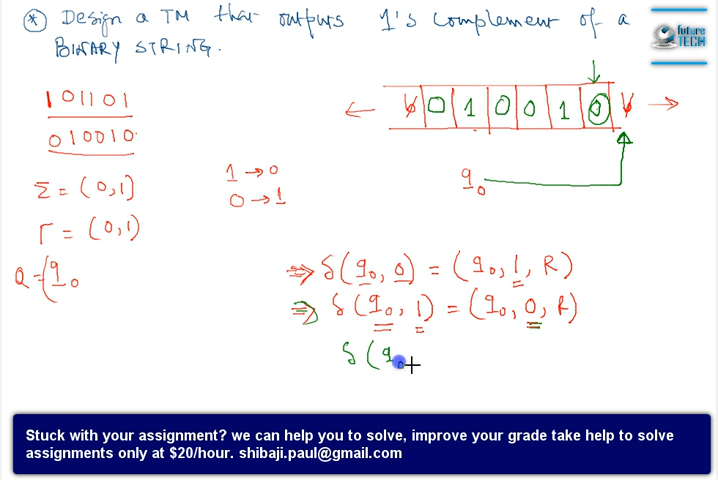 * Design a TM that outputs 1's complement of a
BINARY STRING.
future
TECH
101101
010010
Σ = (0,1)
Γ = (0,1)
Q = (q0
1 → 0
0 → 1
b 0 1 0 0 1 0 b
q0
⇒ δ(q0, 0) = (q0, 1, R)
⇒ δ(q0, 1) = (q0, 0, R)
δ(q0
Stuck with your assignment? we can help you to solve, improve your grade take help to solve
assignments only at $20/hour. shibaji.paul@gmail.com